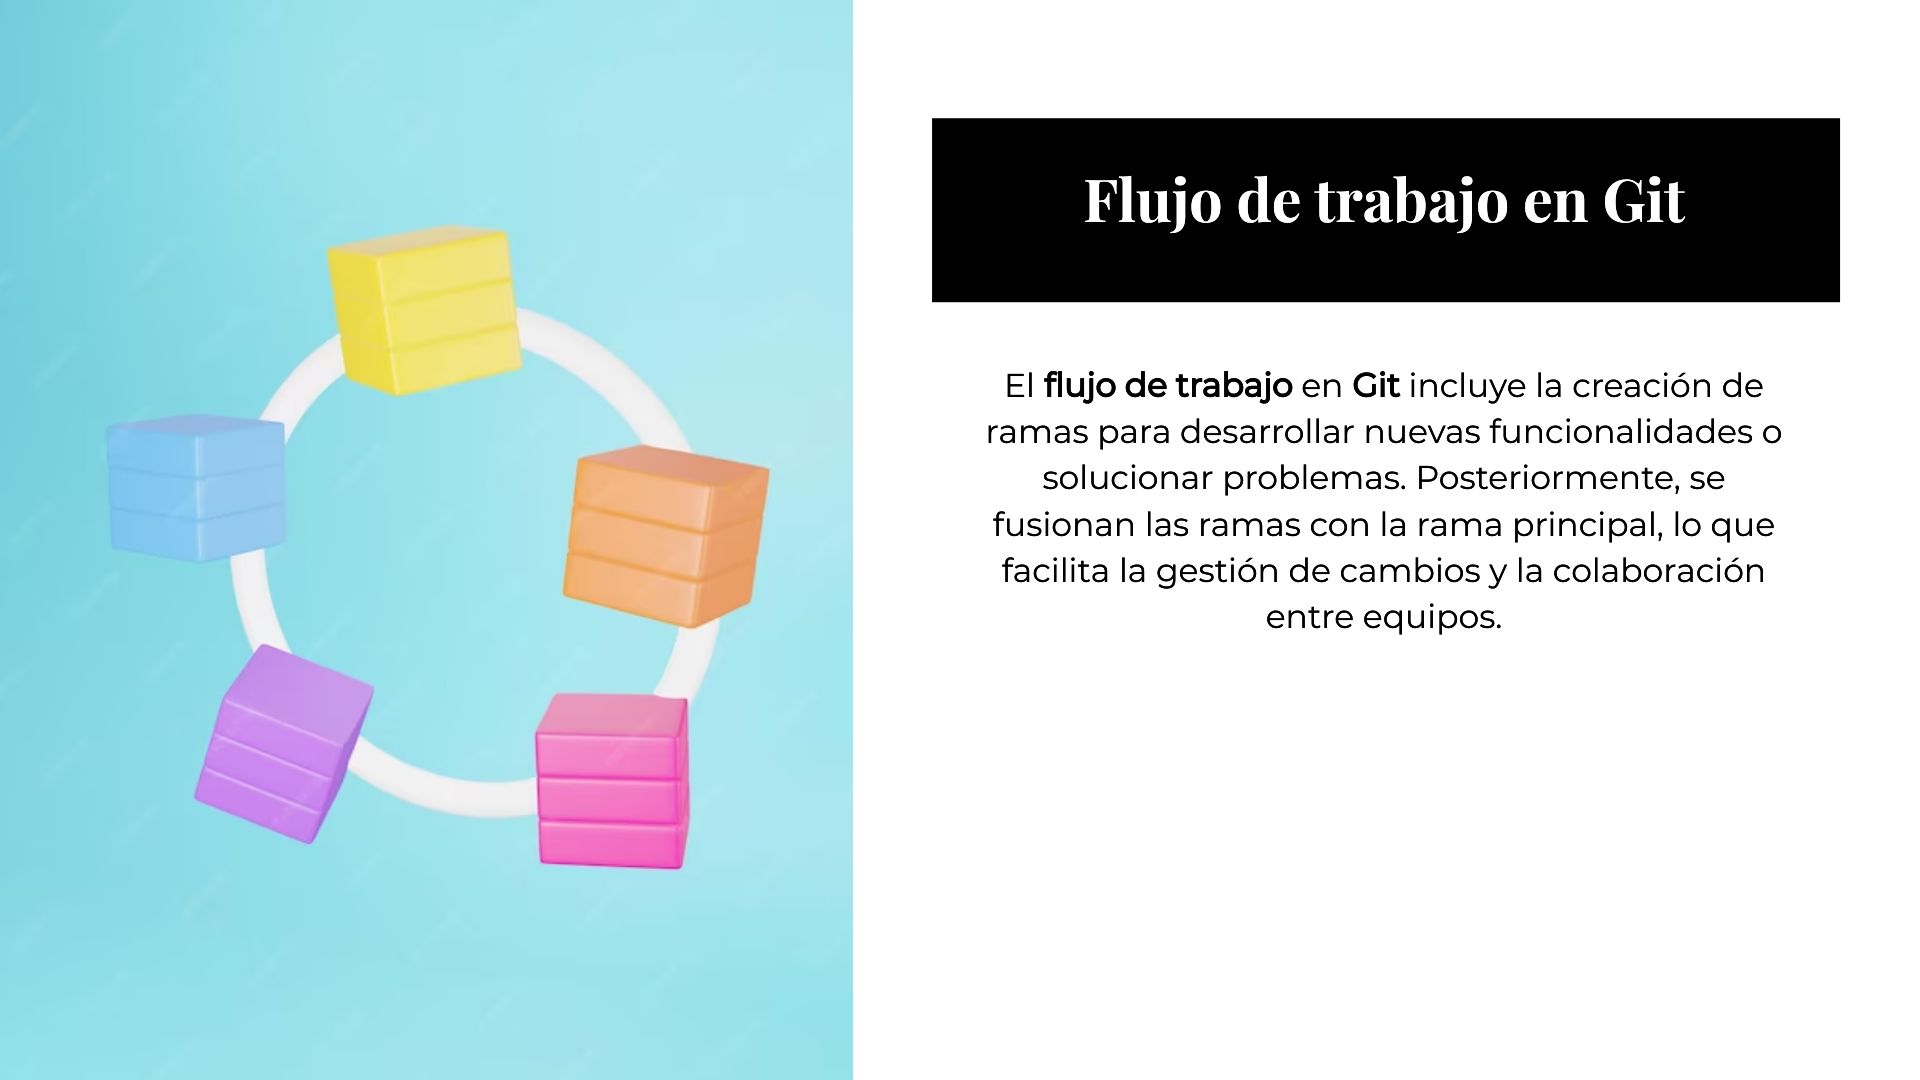 Flujo de trabajo en Git
El flujo de trabajo en Git incluye la creación de
ramas para desarrollar nuevas funcionalidades o
solucionar problemas. Posteriormente, se
fusionan las ramas con la rama principal, lo que
facilita la gestión de cambios y la colaboración
entre equipos.